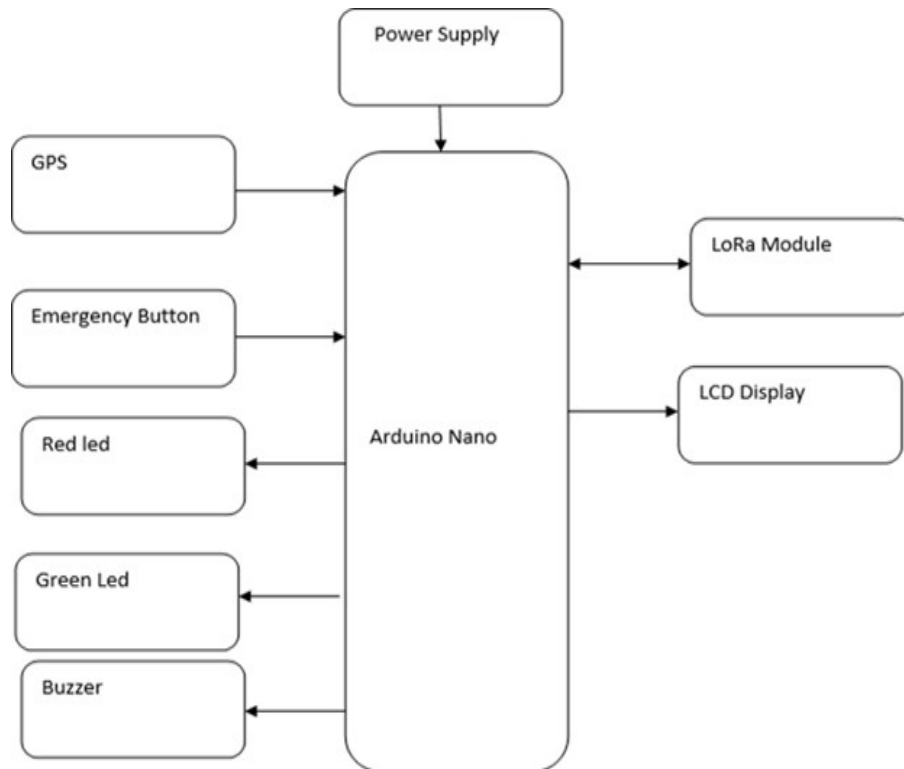 Power Supply
GPS
LoRa Module
Emergency Button
LCD Display
Arduino Nano
Red led
Green Led
Buzzer